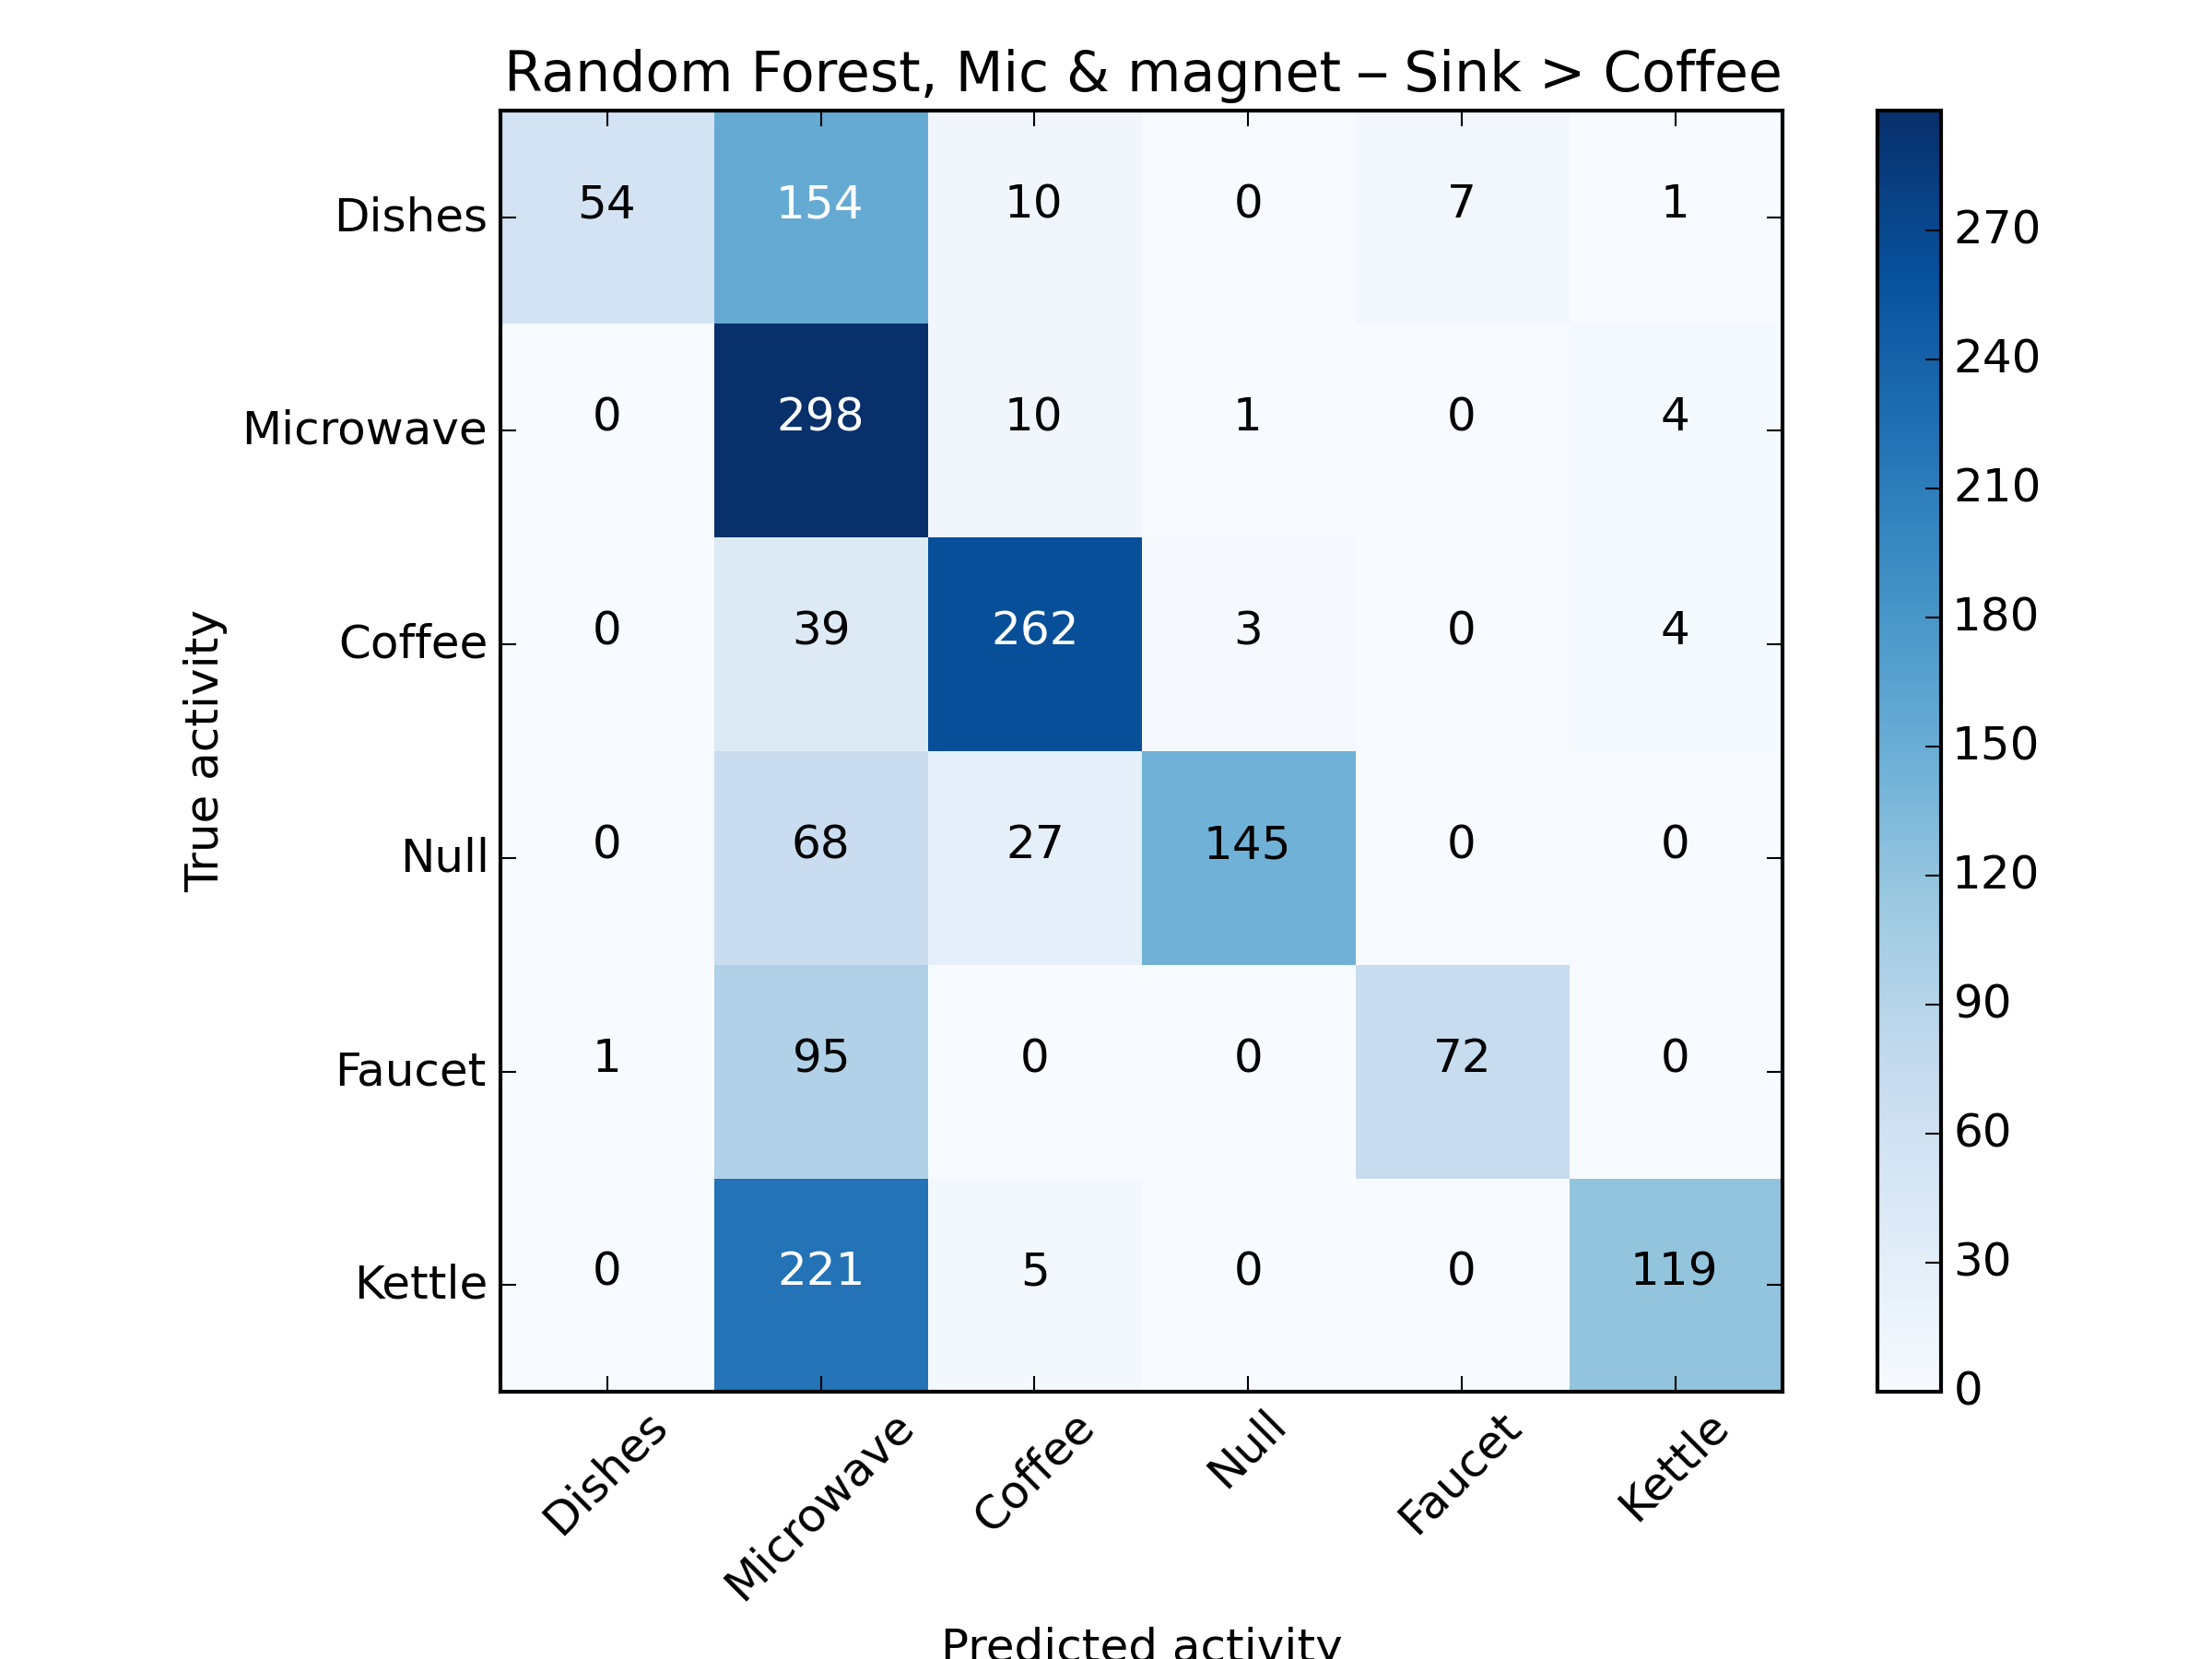 Random Forest, Mic & magnet – Sink > Coffee
Dishes 54 154 10 0 7 1
Microwave 0 298 10 1 0 4
Coffee 0 39 262 3 0 4
Null 0 68 27 145 0 0
Faucet 1 95 0 0 72 0
Kettle 0 221 5 0 0 119
True activity
Dishes Microwave Coffee Null Faucet Kettle
Predicted activity
270
240
210
180
150
120
90
60
30
0